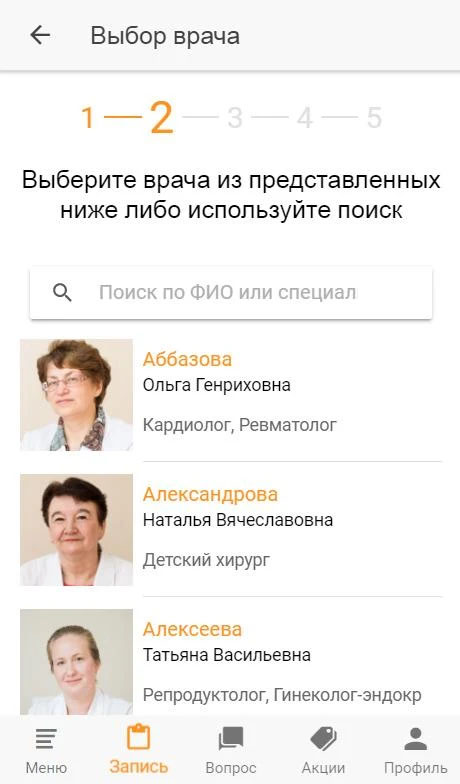 Выбор врача
1 2 3 4 5
Выберите врача из представленных
ниже либо используйте поиск
Поиск по ФИО или специал
Аббазова
Ольга Генриховна
Кардиолог, Ревматолог
Александрова
Наталья Вячеславовна
Детский хирург
Алексеева
Татьяна Васильевна
Репродуктолог, Гинеколог-эндокр
Меню Запись Вопрос Акции Профиль